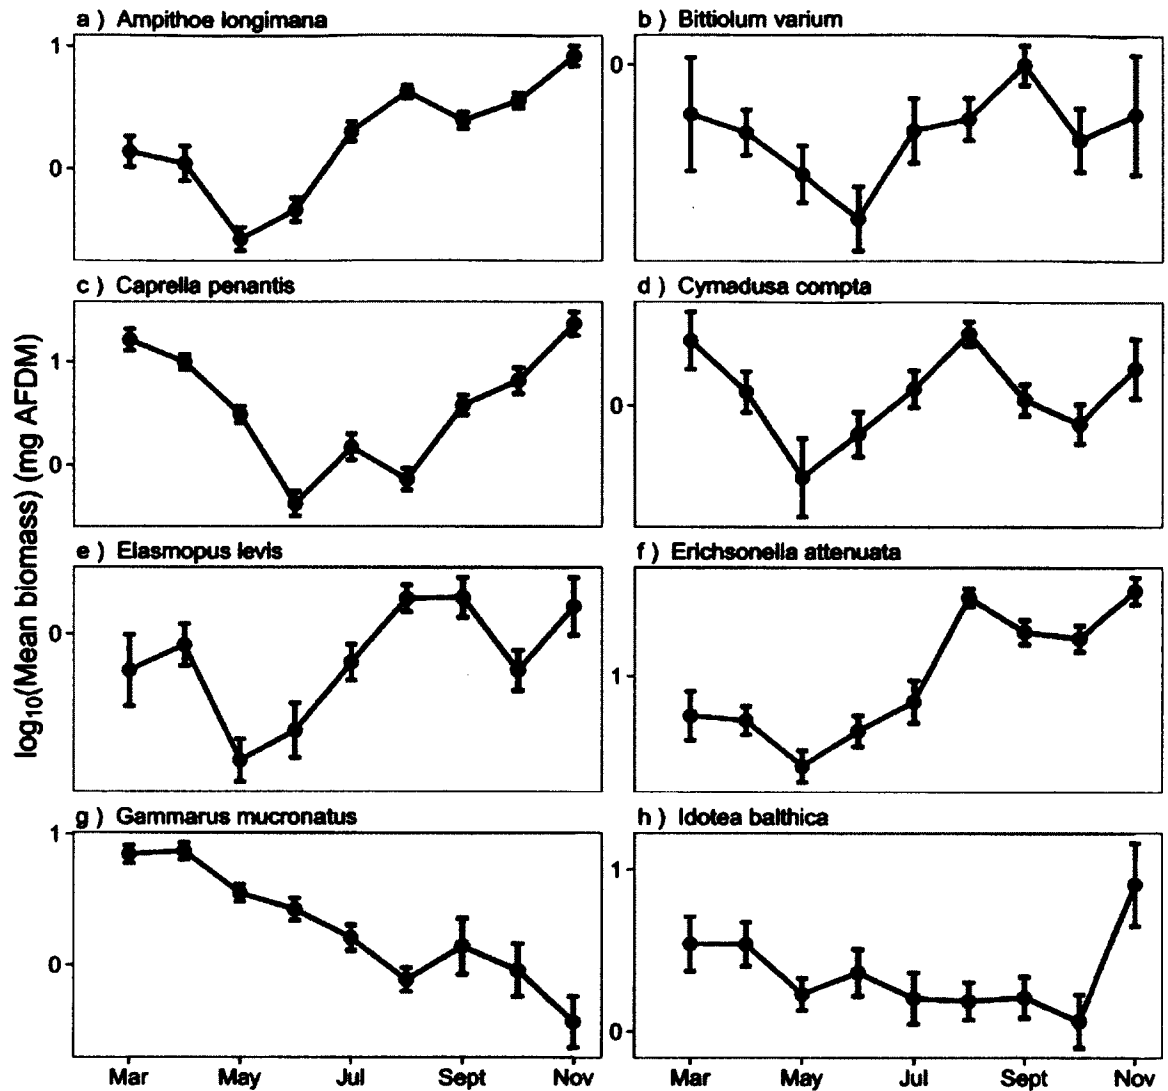 a ) Ampithoe longimana
b ) Bittiolum varium
1
0
0
c ) Caprella penantis
d ) Cymadusa compta
1
0
0
e ) Elasmopus levis
f ) Erichsonella attenuata
0
1
g ) Gammarus mucronatus
h ) Idotea balthica
1
0
1
0
log10(Mean biomass) (mg AFDM)
Mar May Jul Sept Nov
Mar May Jul Sept Nov